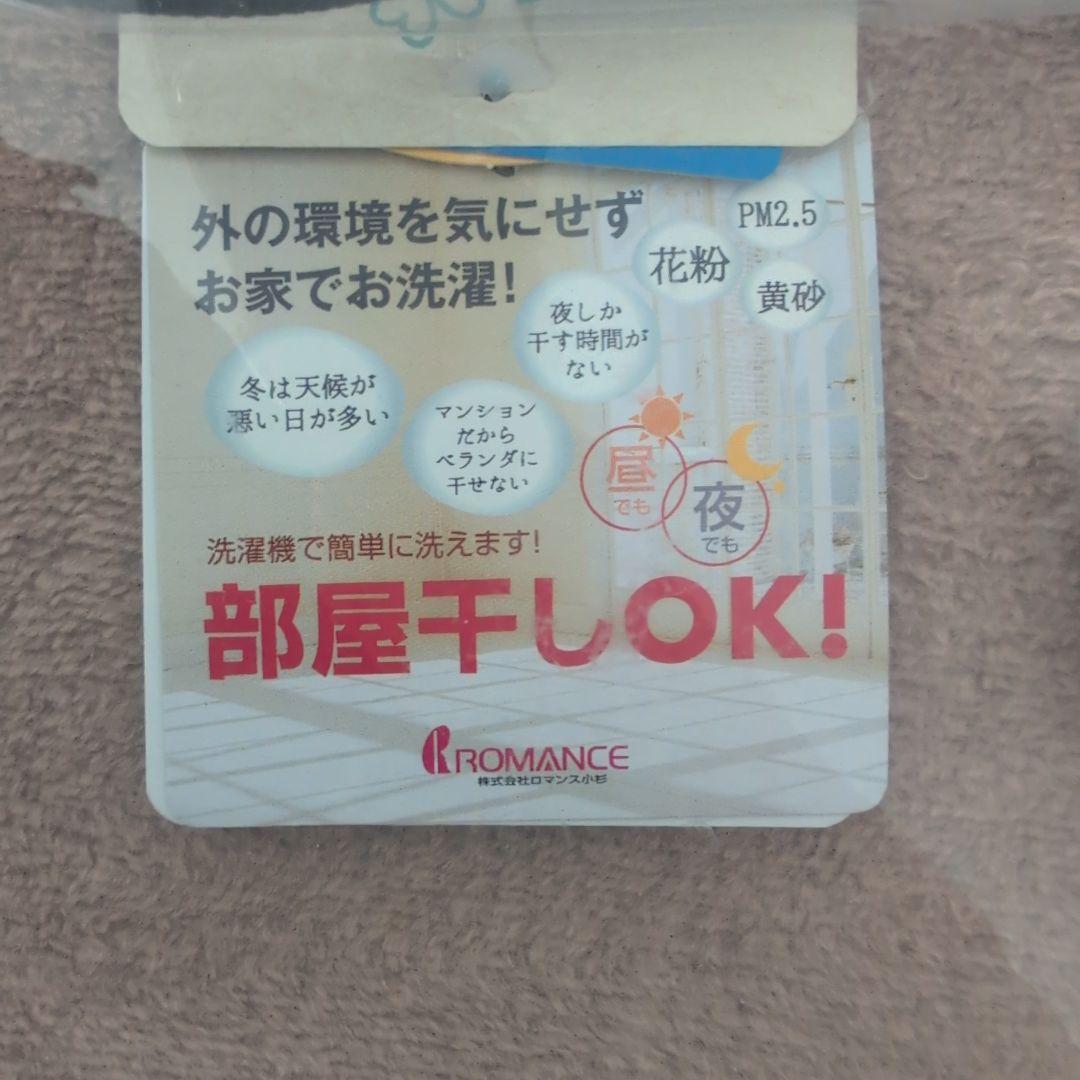 外の環境を気にせず
お家でお洗濯!
PM2.5
花粉
黄砂
夜しか
干す時間が
ない
冬は天候が
悪い日が多い
マンション
だから
ベランダに
干せない
昼
でも
夜
でも
洗濯機で簡単に洗えます!
部屋干しOK!
ROMANCE
株式会社ロマンス小杉